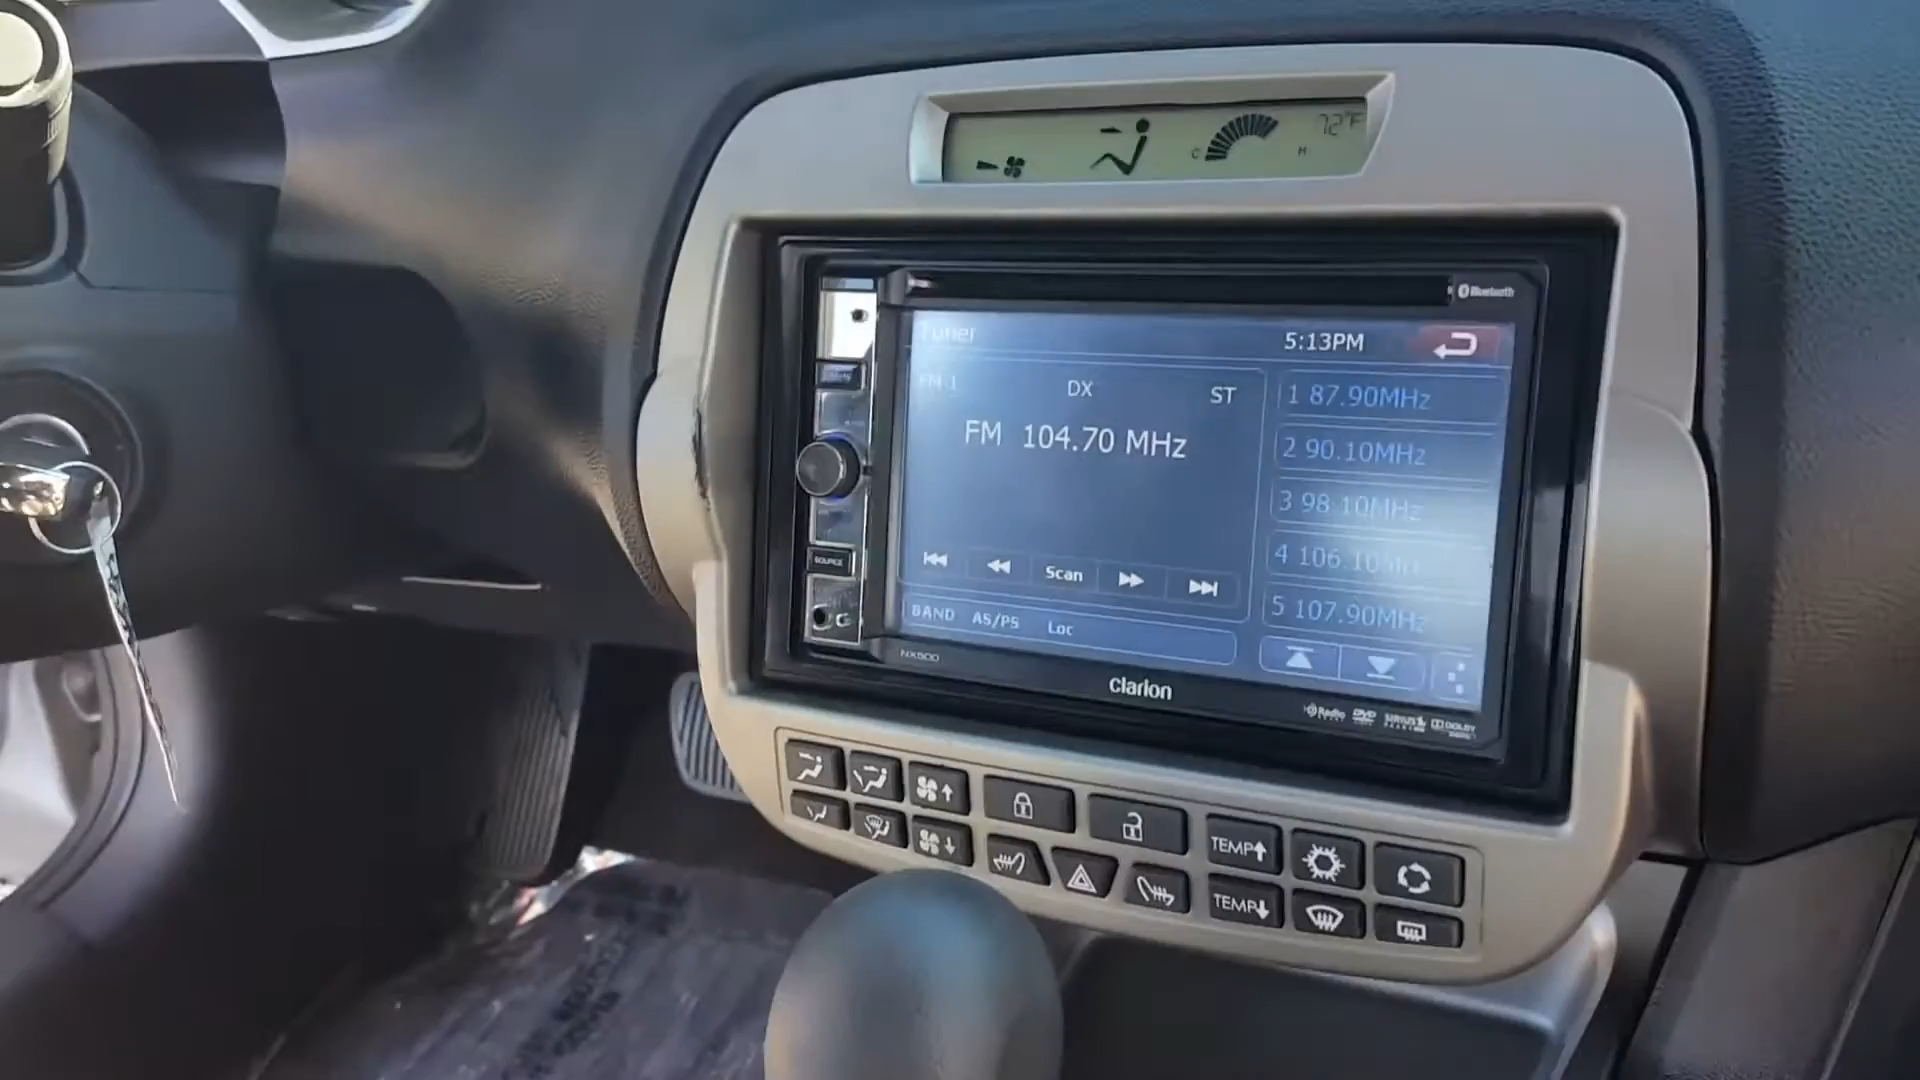 72°F
C H
Bluetooth
Tuner 5:13PM
FM 1 DX ST
FM 104.70 MHz
1 87.90MHz
2 90.10MHz
3 98.10MHz
4 106.10MHz
5 107.90MHz
Scan
BAND AS/PS Loc
SOURCE
NX500
Clarion
HD Radio DVD SIRIUS DOLBY
TEMP
TEMP